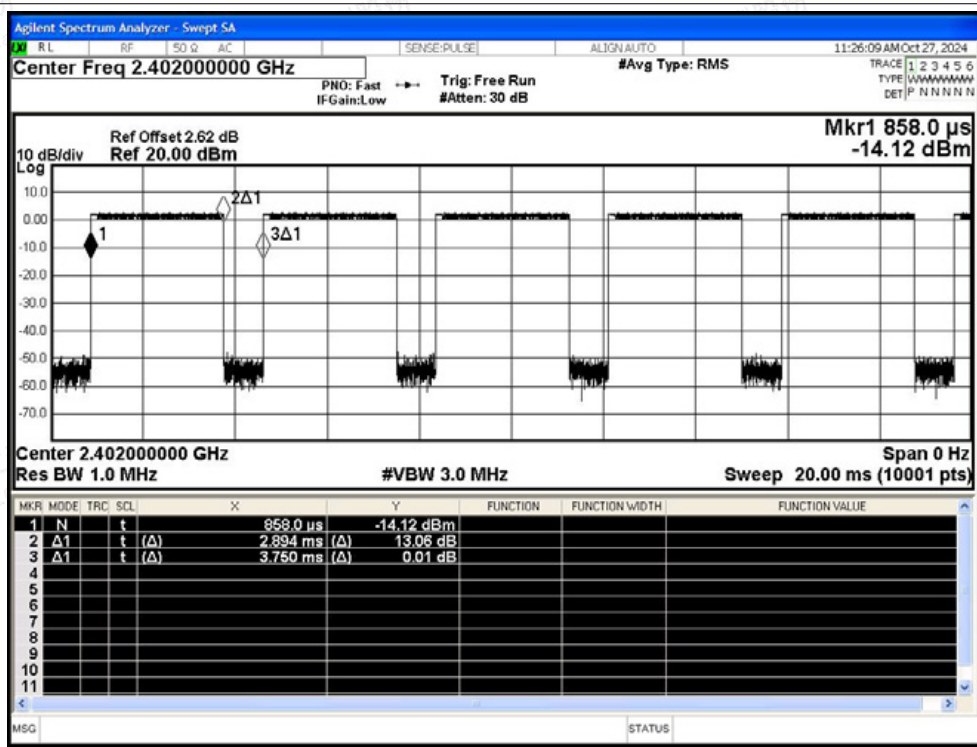 Agilent Spectrum Analyzer - Swept SA
RL RF 50 Ω AC SENSE:PULSE ALIGN AUTO 11:26:09 AM Oct 27, 2024
Center Freq 2.402000000 GHz #Avg Type: RMS TRACE 1 2 3 4 5 6
PNO: Fast Trig: Free Run TYPE WWWWWW
IFGain:Low #Atten: 30 dB DET P N N N N N
Mkr1 858.0 µs
Ref Offset 2.62 dB
10 dB/div Ref 20.00 dBm -14.12 dBm
Log
10.0
2Δ1
0.00
1 3Δ1
-10.0
-20.0
-30.0
-40.0
-50.0
-60.0
-70.0
Center 2.402000000 GHz Span 0 Hz
Res BW 1.0 MHz #VBW 3.0 MHz Sweep 20.00 ms (10001 pts)
MKR MODE TRC SCL X Y FUNCTION FUNCTION WIDTH FUNCTION VALUE
1 N t 858.0 µs -14.12 dBm
2 Δ1 t (Δ) 2.894 ms (Δ) 13.06 dB
3 Δ1 t (Δ) 3.750 ms (Δ) 0.01 dB
4
5
6
7
8
9
10
11
MSG STATUS